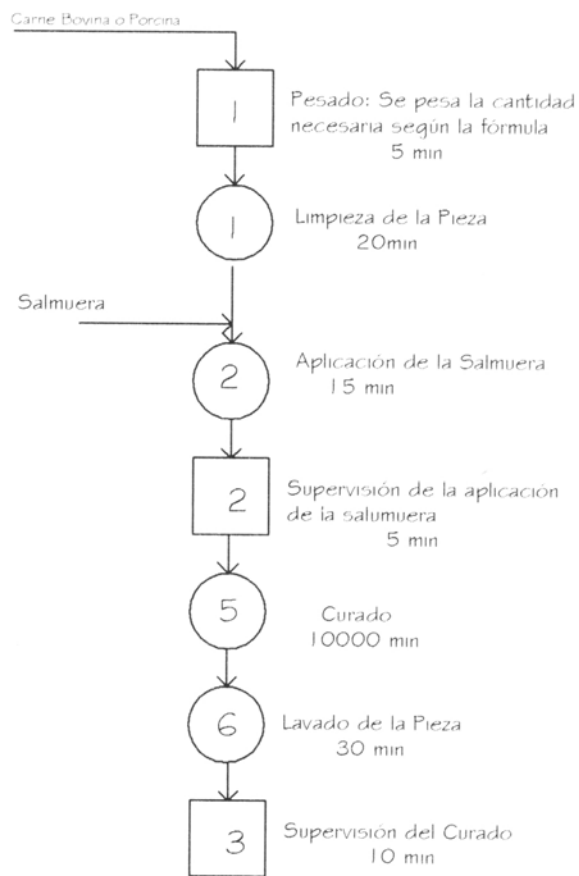 Carne Bovina o Porcina
1
Pesado: Se pesa la cantidad
necesaria según la fórmula
5 min
1
Limpieza de la Pieza
20min
Salmuera
2
Aplicación de la Salmuera
15 min
2
Supervisión de la aplicación
de la salumuera
5 min
5
Curado
10000 min
6
Lavado de la Pieza
30 min
3
Supervisión del Curado
10 min